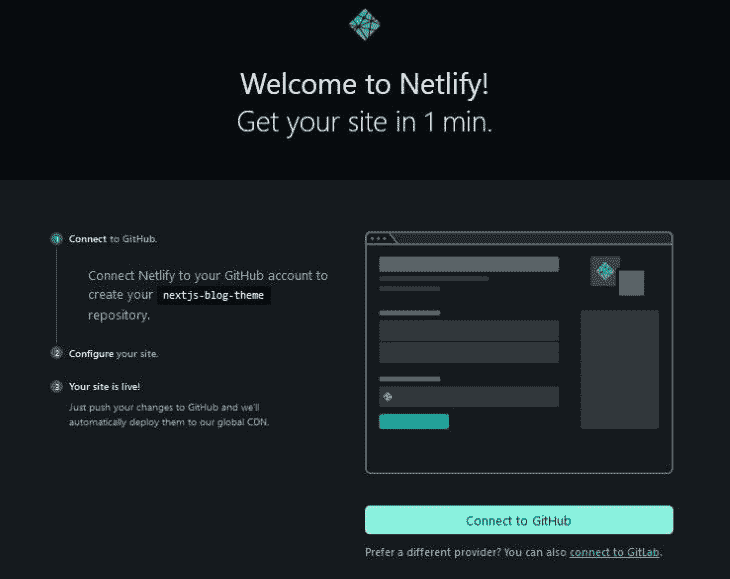 Welcome to Netlify!
Get your site in 1 min.
1 Connect to GitHub.
Connect Netlify to your GitHub account to
create your nextjs-blog-theme
repository.
2 Configure your site.
3 Your site is live!
Just push your changes to GitHub and we'll
automatically deploy them to our global CDN.
Connect to GitHub
Prefer a different provider? You can also connect to GitLab.